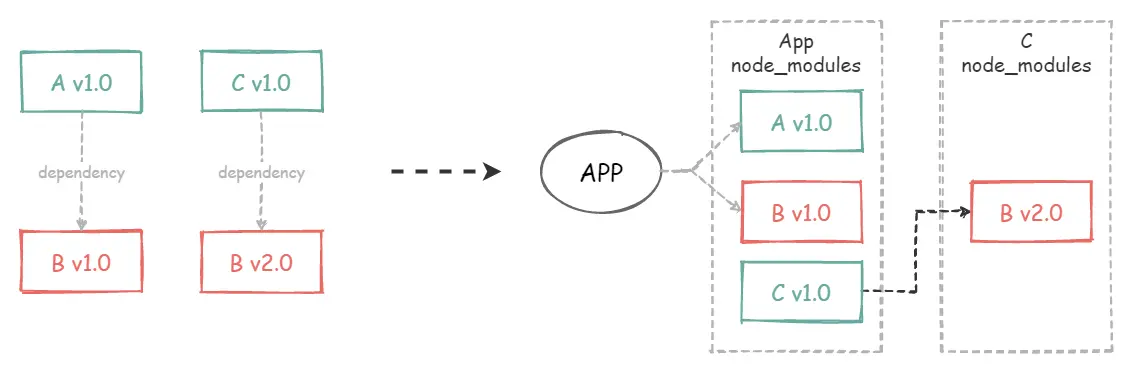 A v1.0
C v1.0
dependency
dependency
B v1.0
B v2.0
APP
App
node_modules
A v1.0
B v1.0
C v1.0
C
node_modules
B v2.0